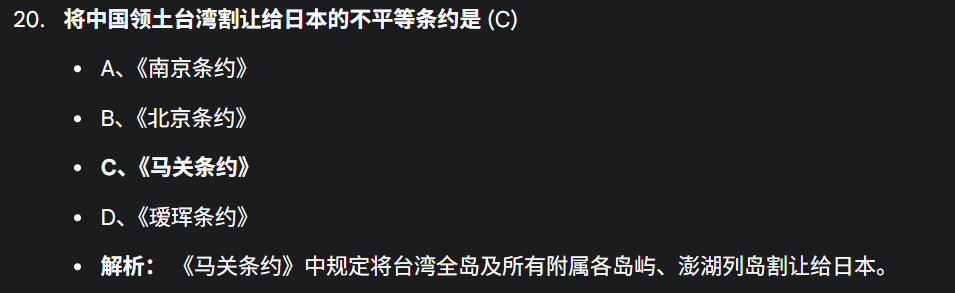 20. 将中国领土台湾割让给日本的不平等条约是 (C)
• A、《南京条约》
• B、《北京条约》
• C、《马关条约》
• D、《瑷珲条约》
• 解析： 《马关条约》中规定将台湾全岛及所有附属各岛屿、澎湖列岛割让给日本。